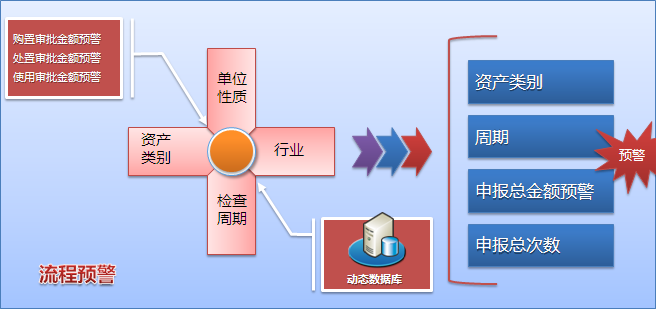 购置审批金额预警
处置审批金额预警
使用审批金额预警
单位
性质
资产
类别
行业
检查
周期
动态数据库
流程预警
资产类别
周期
申报总金额预警
申报总次数
预警